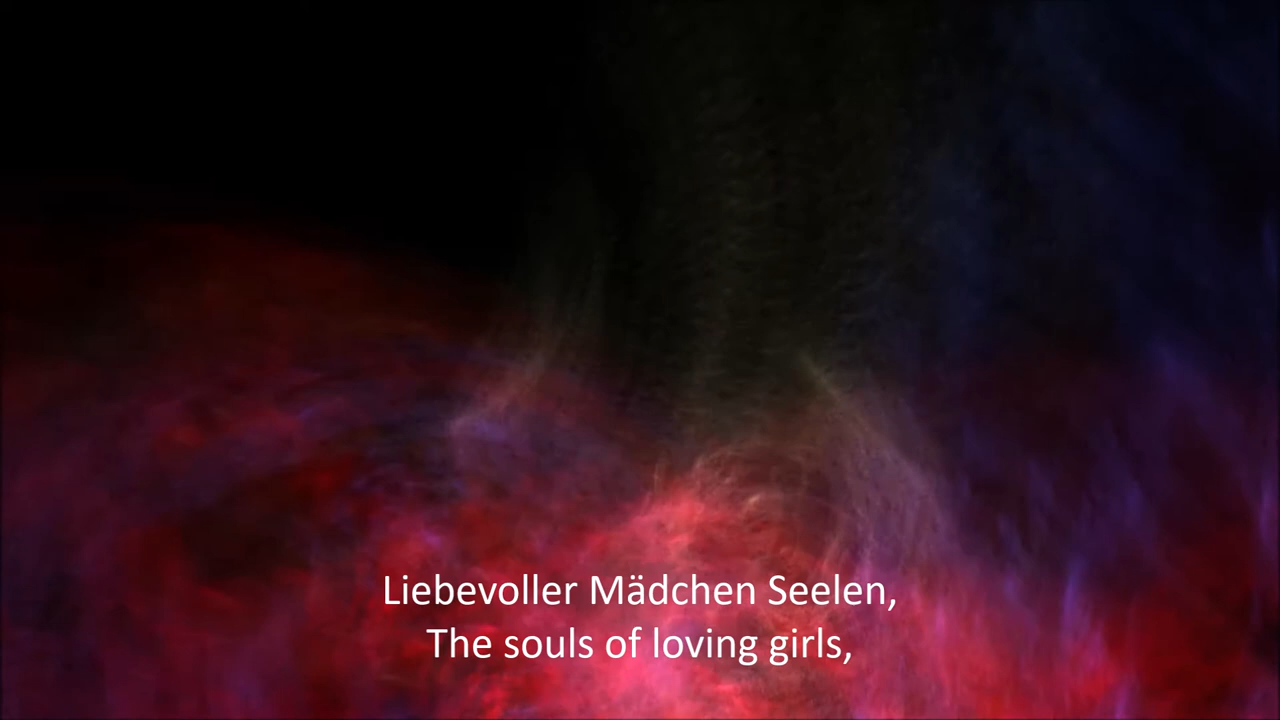 Liebevoller Mädchen Seelen,
The souls of loving girls,